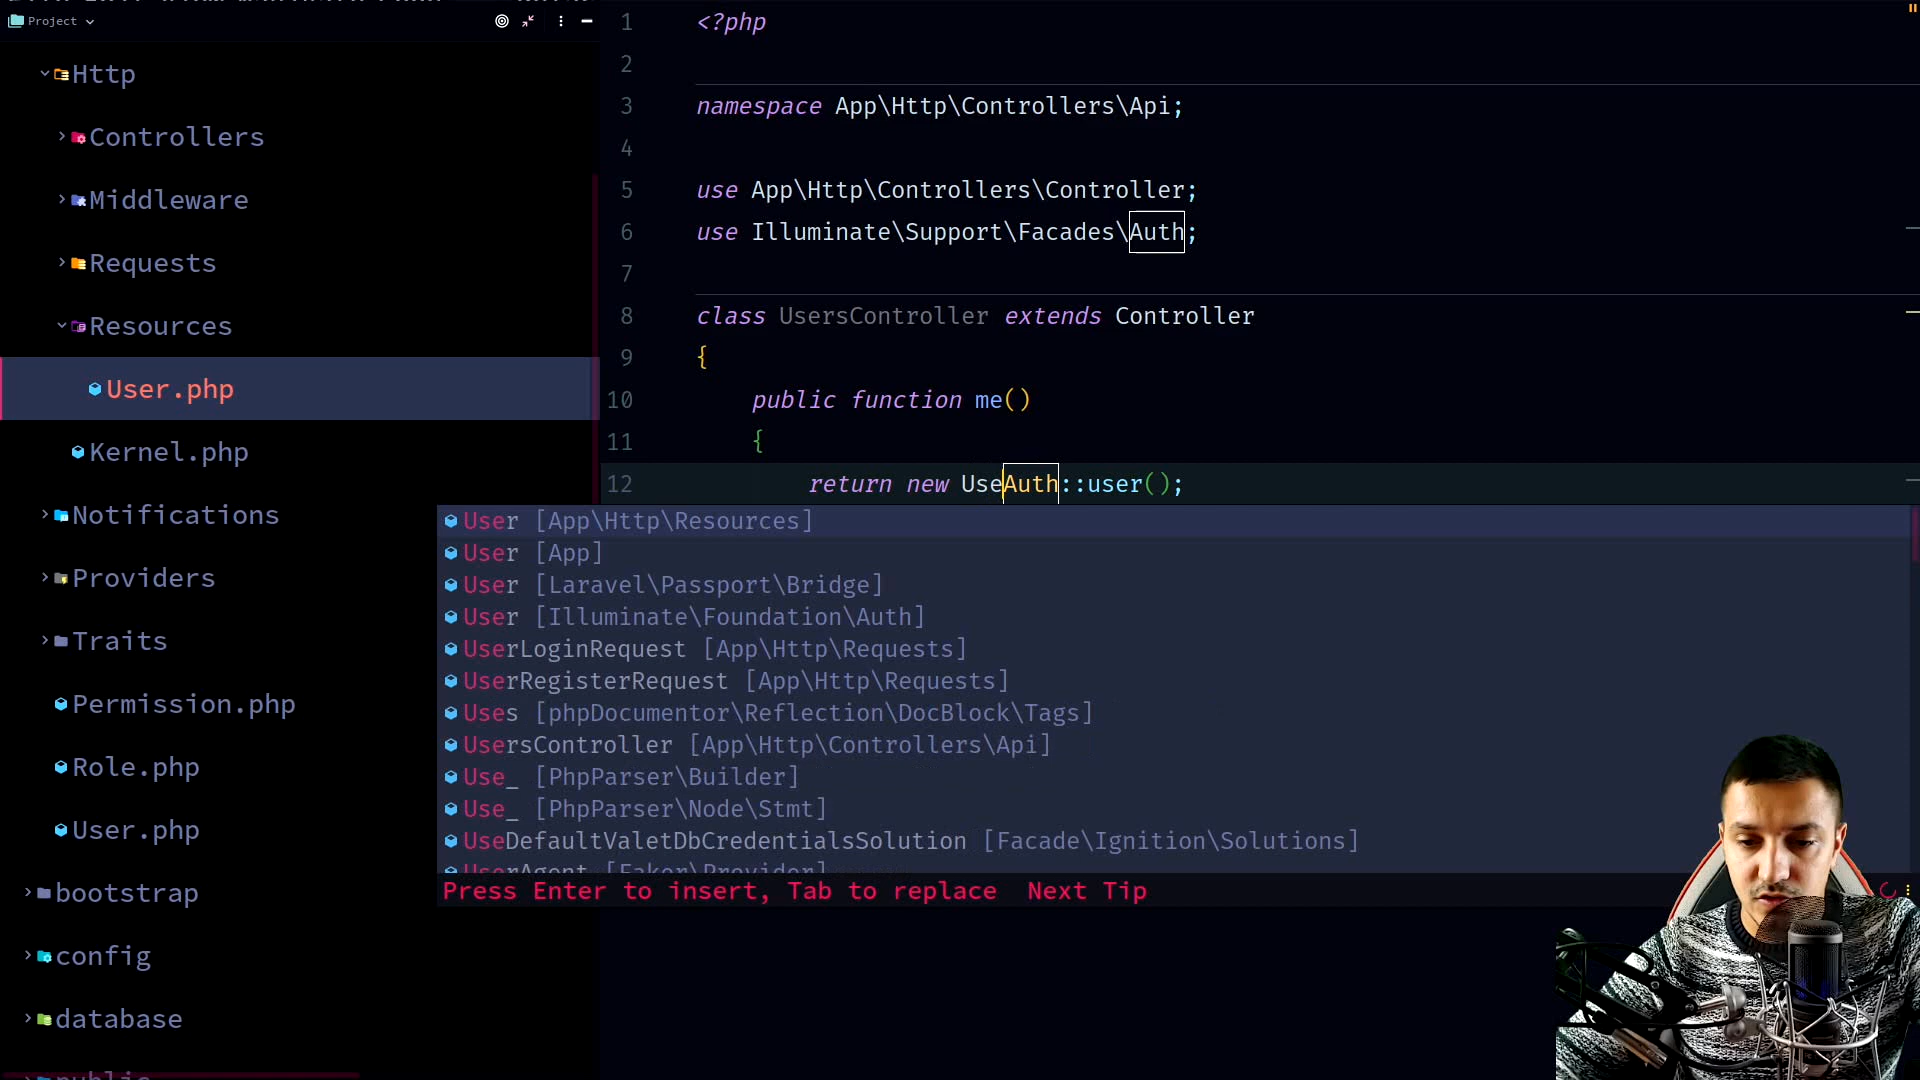 Project
Http
Controllers
Middleware
Requests
Resources
User.php
Kernel.php
Notifications
Providers
Traits
Permission.php
Role.php
User.php
bootstrap
config
database
1 <?php
2
3 namespace App\Http\Controllers\Api;
4
5 use App\Http\Controllers\Controller;
6 use Illuminate\Support\Facades\Auth;
7
8 class UsersController extends Controller
9 {
10 public function me()
11 {
12 return new UseAuth::user();
User [App\Http\Resources]
User [App]
User [Laravel\Passport\Bridge]
User [Illuminate\Foundation\Auth]
UserLoginRequest [App\Http\Requests]
UserRegisterRequest [App\Http\Requests]
Uses [phpDocumentor\Reflection\DocBlock\Tags]
UsersController [App\Http\Controllers\Api]
Use_ [PhpParser\Builder]
Use_ [PhpParser\Node\Stmt]
UseDefaultValetDbCredentialsSolution [Facade\Ignition\Solutions]
UserAgent [Faker\Provider]
Press Enter to insert, Tab to replace Next Tip